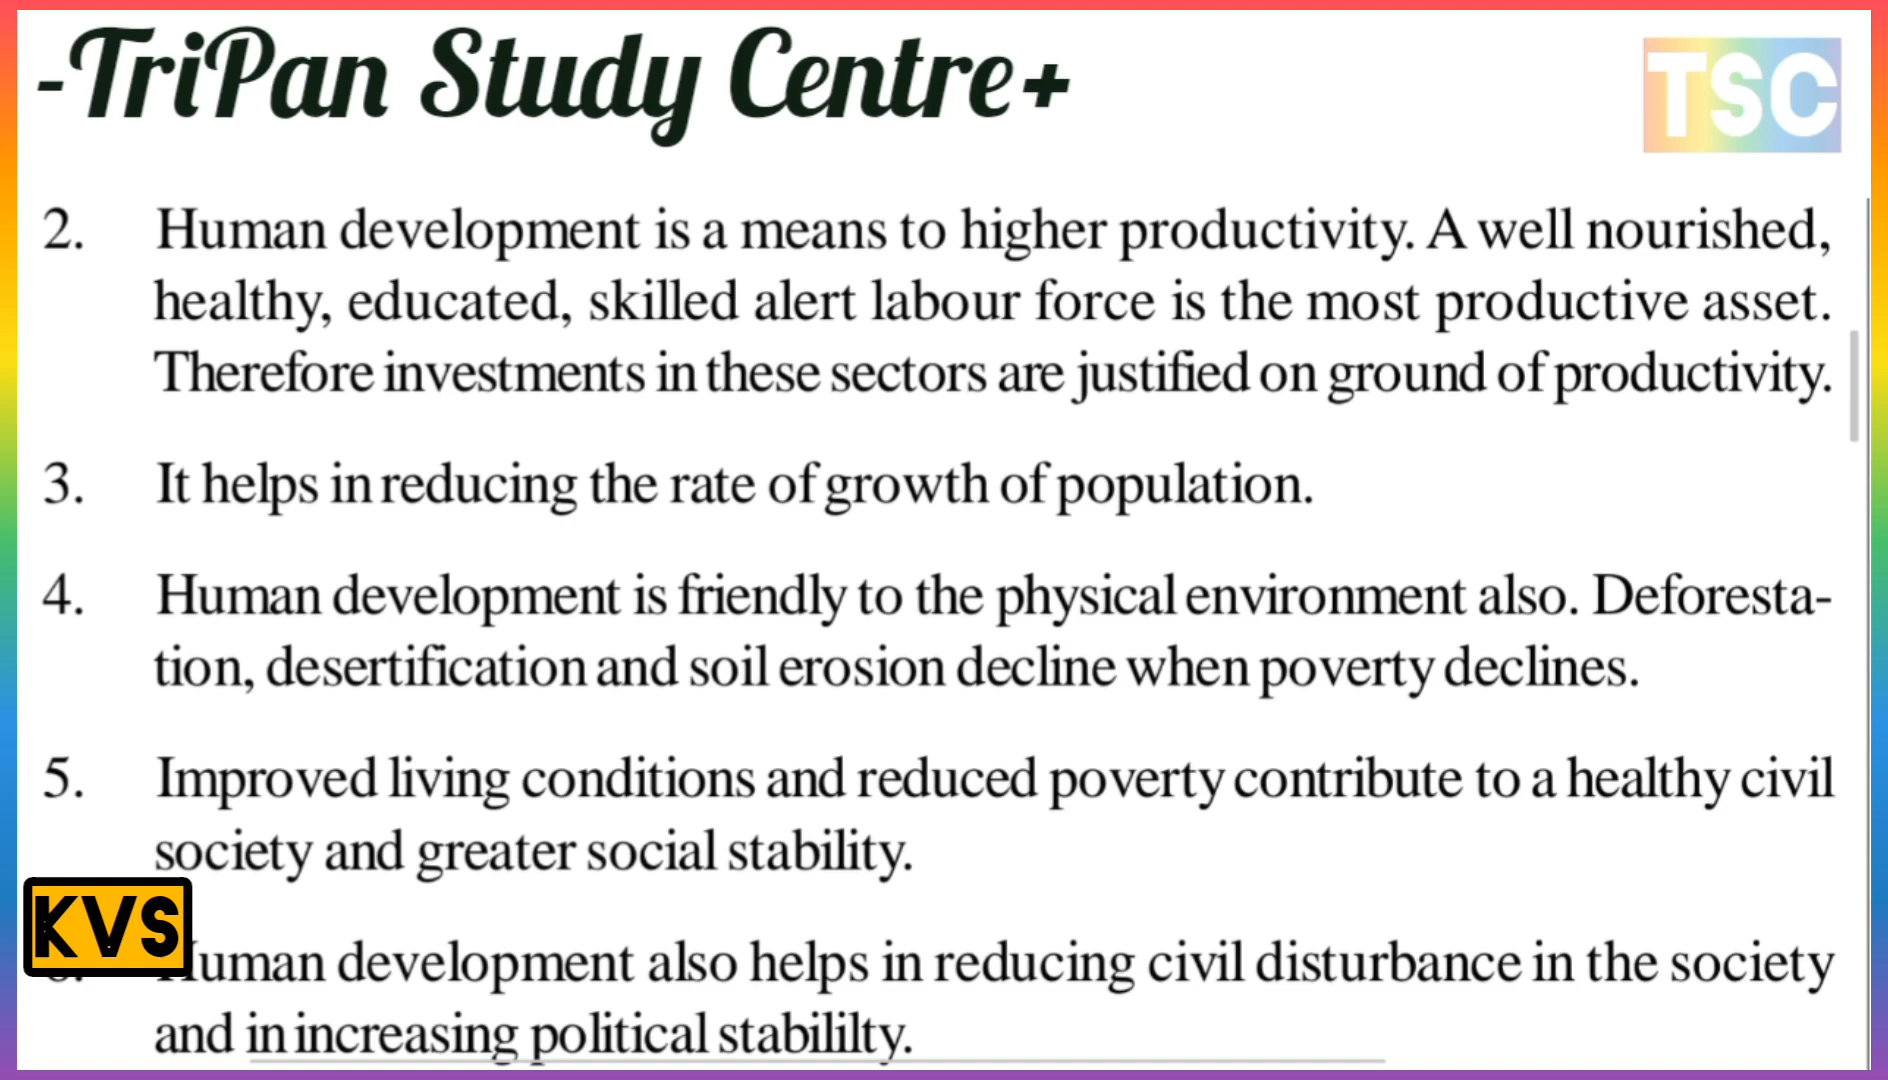 -TriPan Study Centre+
TSC
2. Human development is a means to higher productivity. A well nourished,
healthy, educated, skilled alert labour force is the most productive asset.
Therefore investments in these sectors are justified on ground of productivity.
3. It helps in reducing the rate of growth of population.
4. Human development is friendly to the physical environment also. Deforesta-
tion, desertification and soil erosion decline when poverty declines.
5. Improved living conditions and reduced poverty contribute to a healthy civil
society and greater social stability.
KVS
6. Human development also helps in reducing civil disturbance in the society
and in increasing political stabililty.